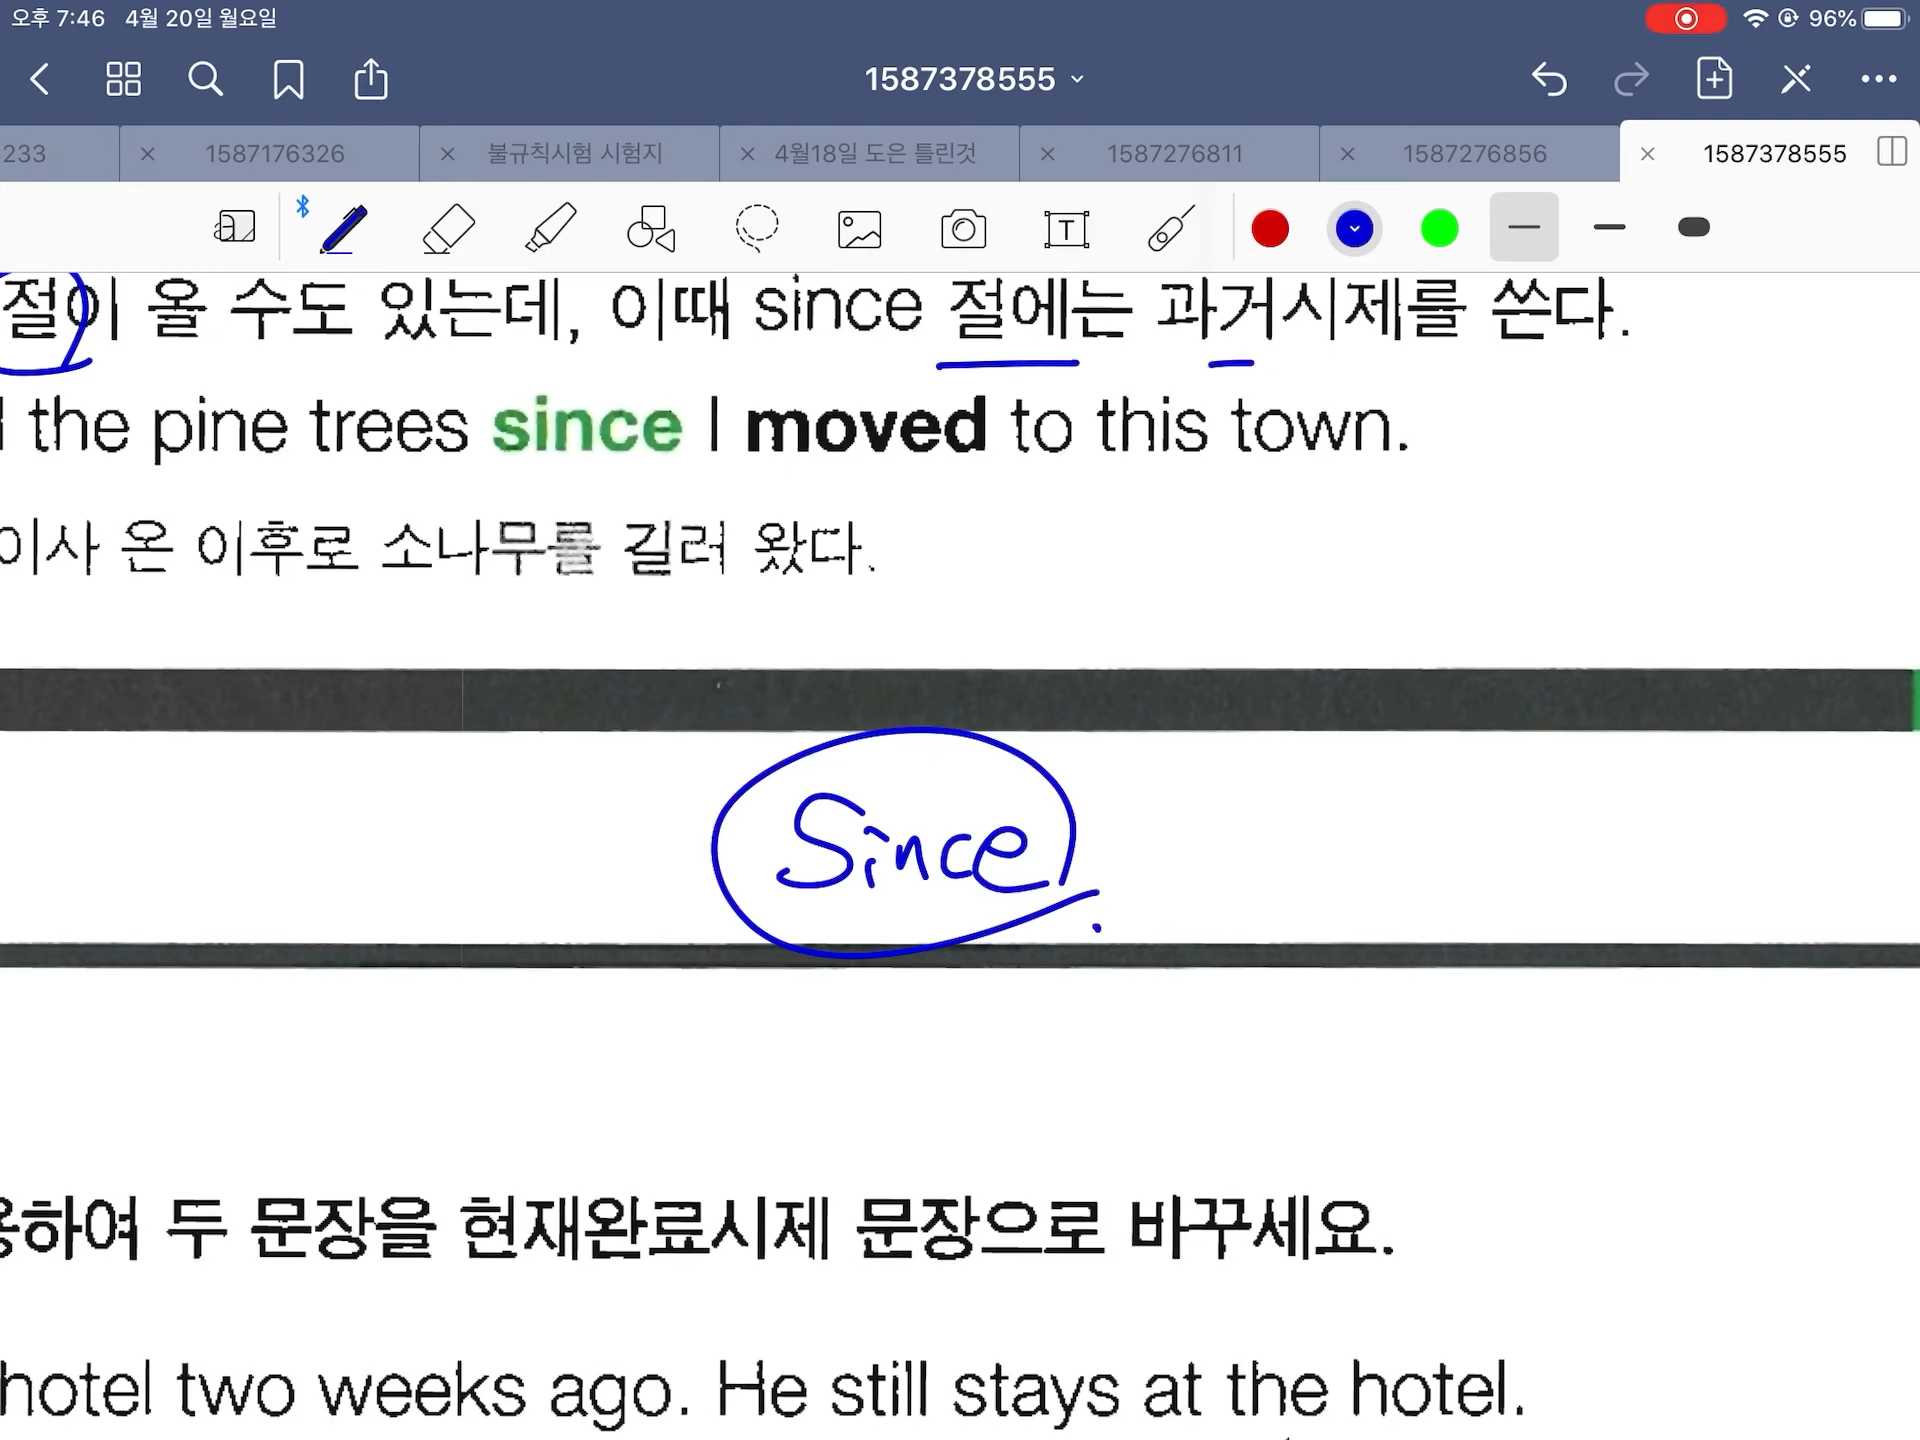 오후 7:46 4월 20일 월요일 96%
1587378555
233 1587176326 불규칙시험 시험지 4월18일 도은 틀린것 1587276811 1587276856 1587378555
절이 올 수도 있는데, 이때 since 절에는 과거시제를 쓴다.
the pine trees since I moved to this town.
이사 온 이후로 소나무를 길러 왔다.
Since.
하여 두 문장을 현재완료시제 문장으로 바꾸세요.
hotel two weeks ago. He still stays at the hotel.